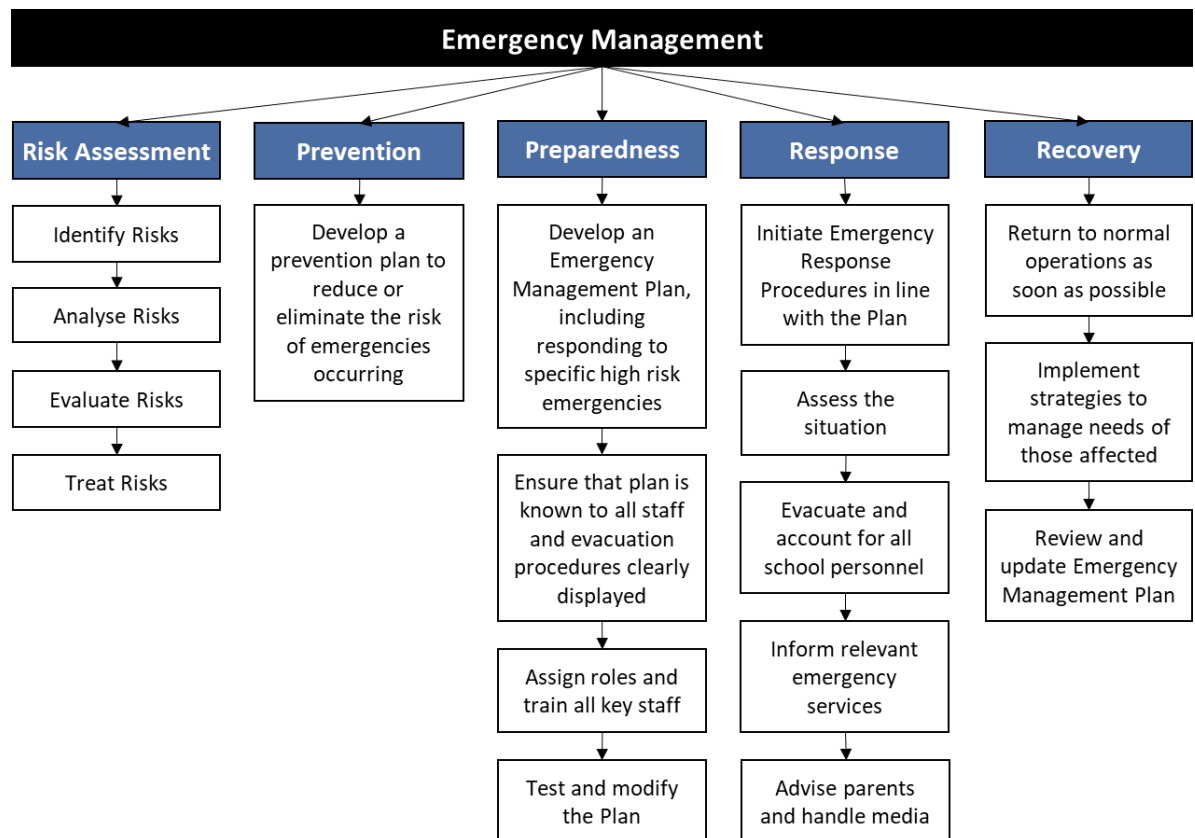 Emergency Management
Risk Assessment
Identify Risks
Analyse Risks
Evaluate Risks
Treat Risks
Prevention
Develop a
prevention plan to
reduce or
eliminate the risk
of emergencies
occurring
Preparedness
Develop an
Emergency
Management Plan,
including
responding to
specific high risk
emergencies
Ensure that plan is
known to all staff
and evacuation
procedures clearly
displayed
Assign roles and
train all key staff
Test and modify
the Plan
Response
Initiate Emergency
Response
Procedures in line
with the Plan
Assess the
situation
Evacuate and
account for all
school personnel
Inform relevant
emergency
services
Advise parents
and handle media
Recovery
Return to normal
operations as
soon as possible
Implement
strategies to
manage needs of
those affected
Review and
update Emergency
Management Plan